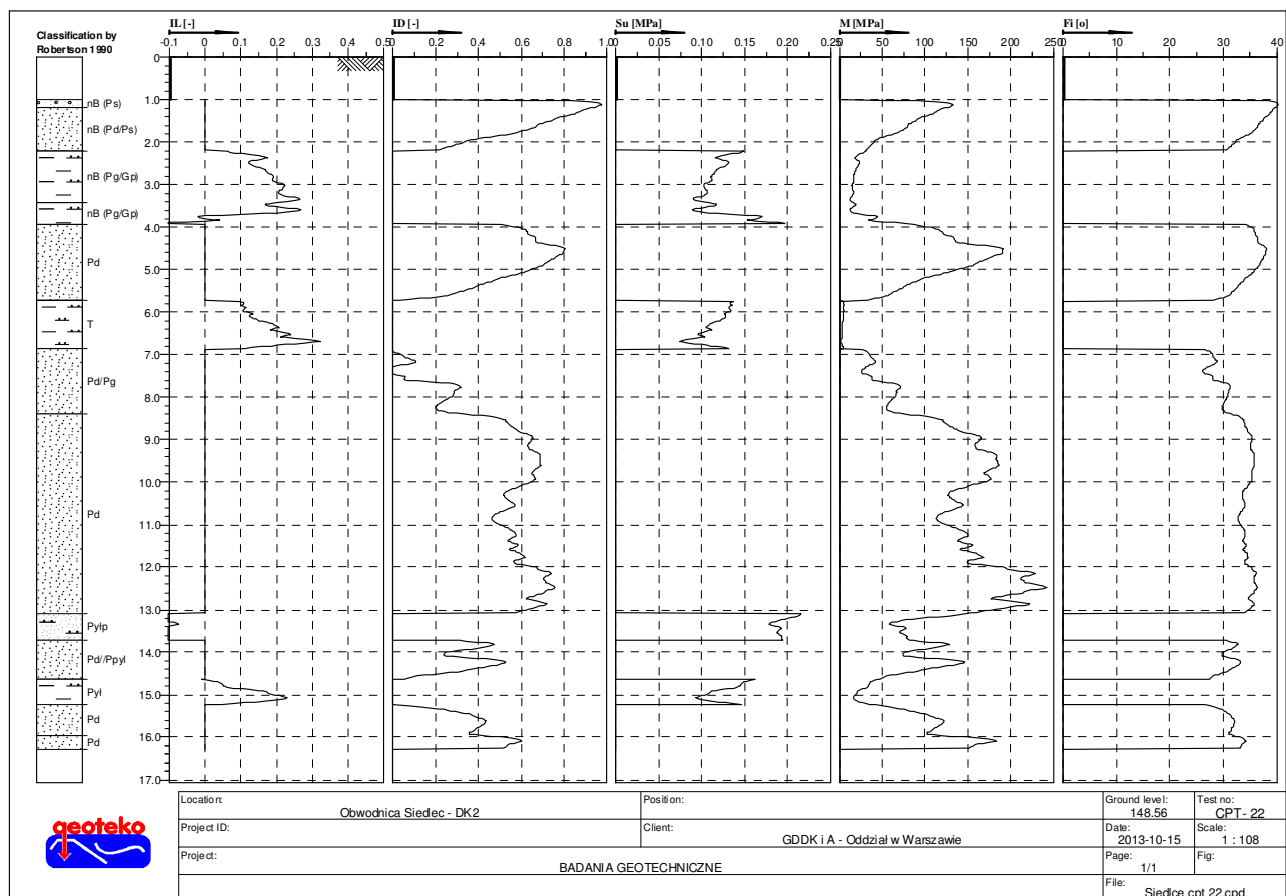 IL [-] ID [-] Su [MPa] M [MPa] Fi [o]
Classification by
Robertson 1990
-0.1 0 0.1 0.2 0.3 0.4 0.5
0.2 0.4 0.6 0.8 1.0
0.05 0.10 0.15 0.20 0.25
50 100 150 200 250
10 20 30 40
0
1.0
2.0
3.0
4.0
5.0
6.0
7.0
8.0
9.0
10.0
11.0
12.0
13.0
14.0
15.0
16.0
17.0
nB (Ps)
nB (Pd/Ps)
nB (Pg/Gp)
nB (Pg/Gp)
Pd
T
Pd/Pg
Pd
Pyłp
Pd//Ppyl
Pył
Pd
Pd
geoteko
Location:
Obwodnica Siedlec - DK2
Position:
Ground level:
148.56
Test no:
CPT - 22
Project ID:
Client:
GDDK i A - Oddział w Warszawie
Date:
2013-10-15
Scale:
1 : 108
Project:
BADANIA GEOTECHNICZNE
Page:
1/1
Fig:
File:
Siedlce cpt 22.cpd